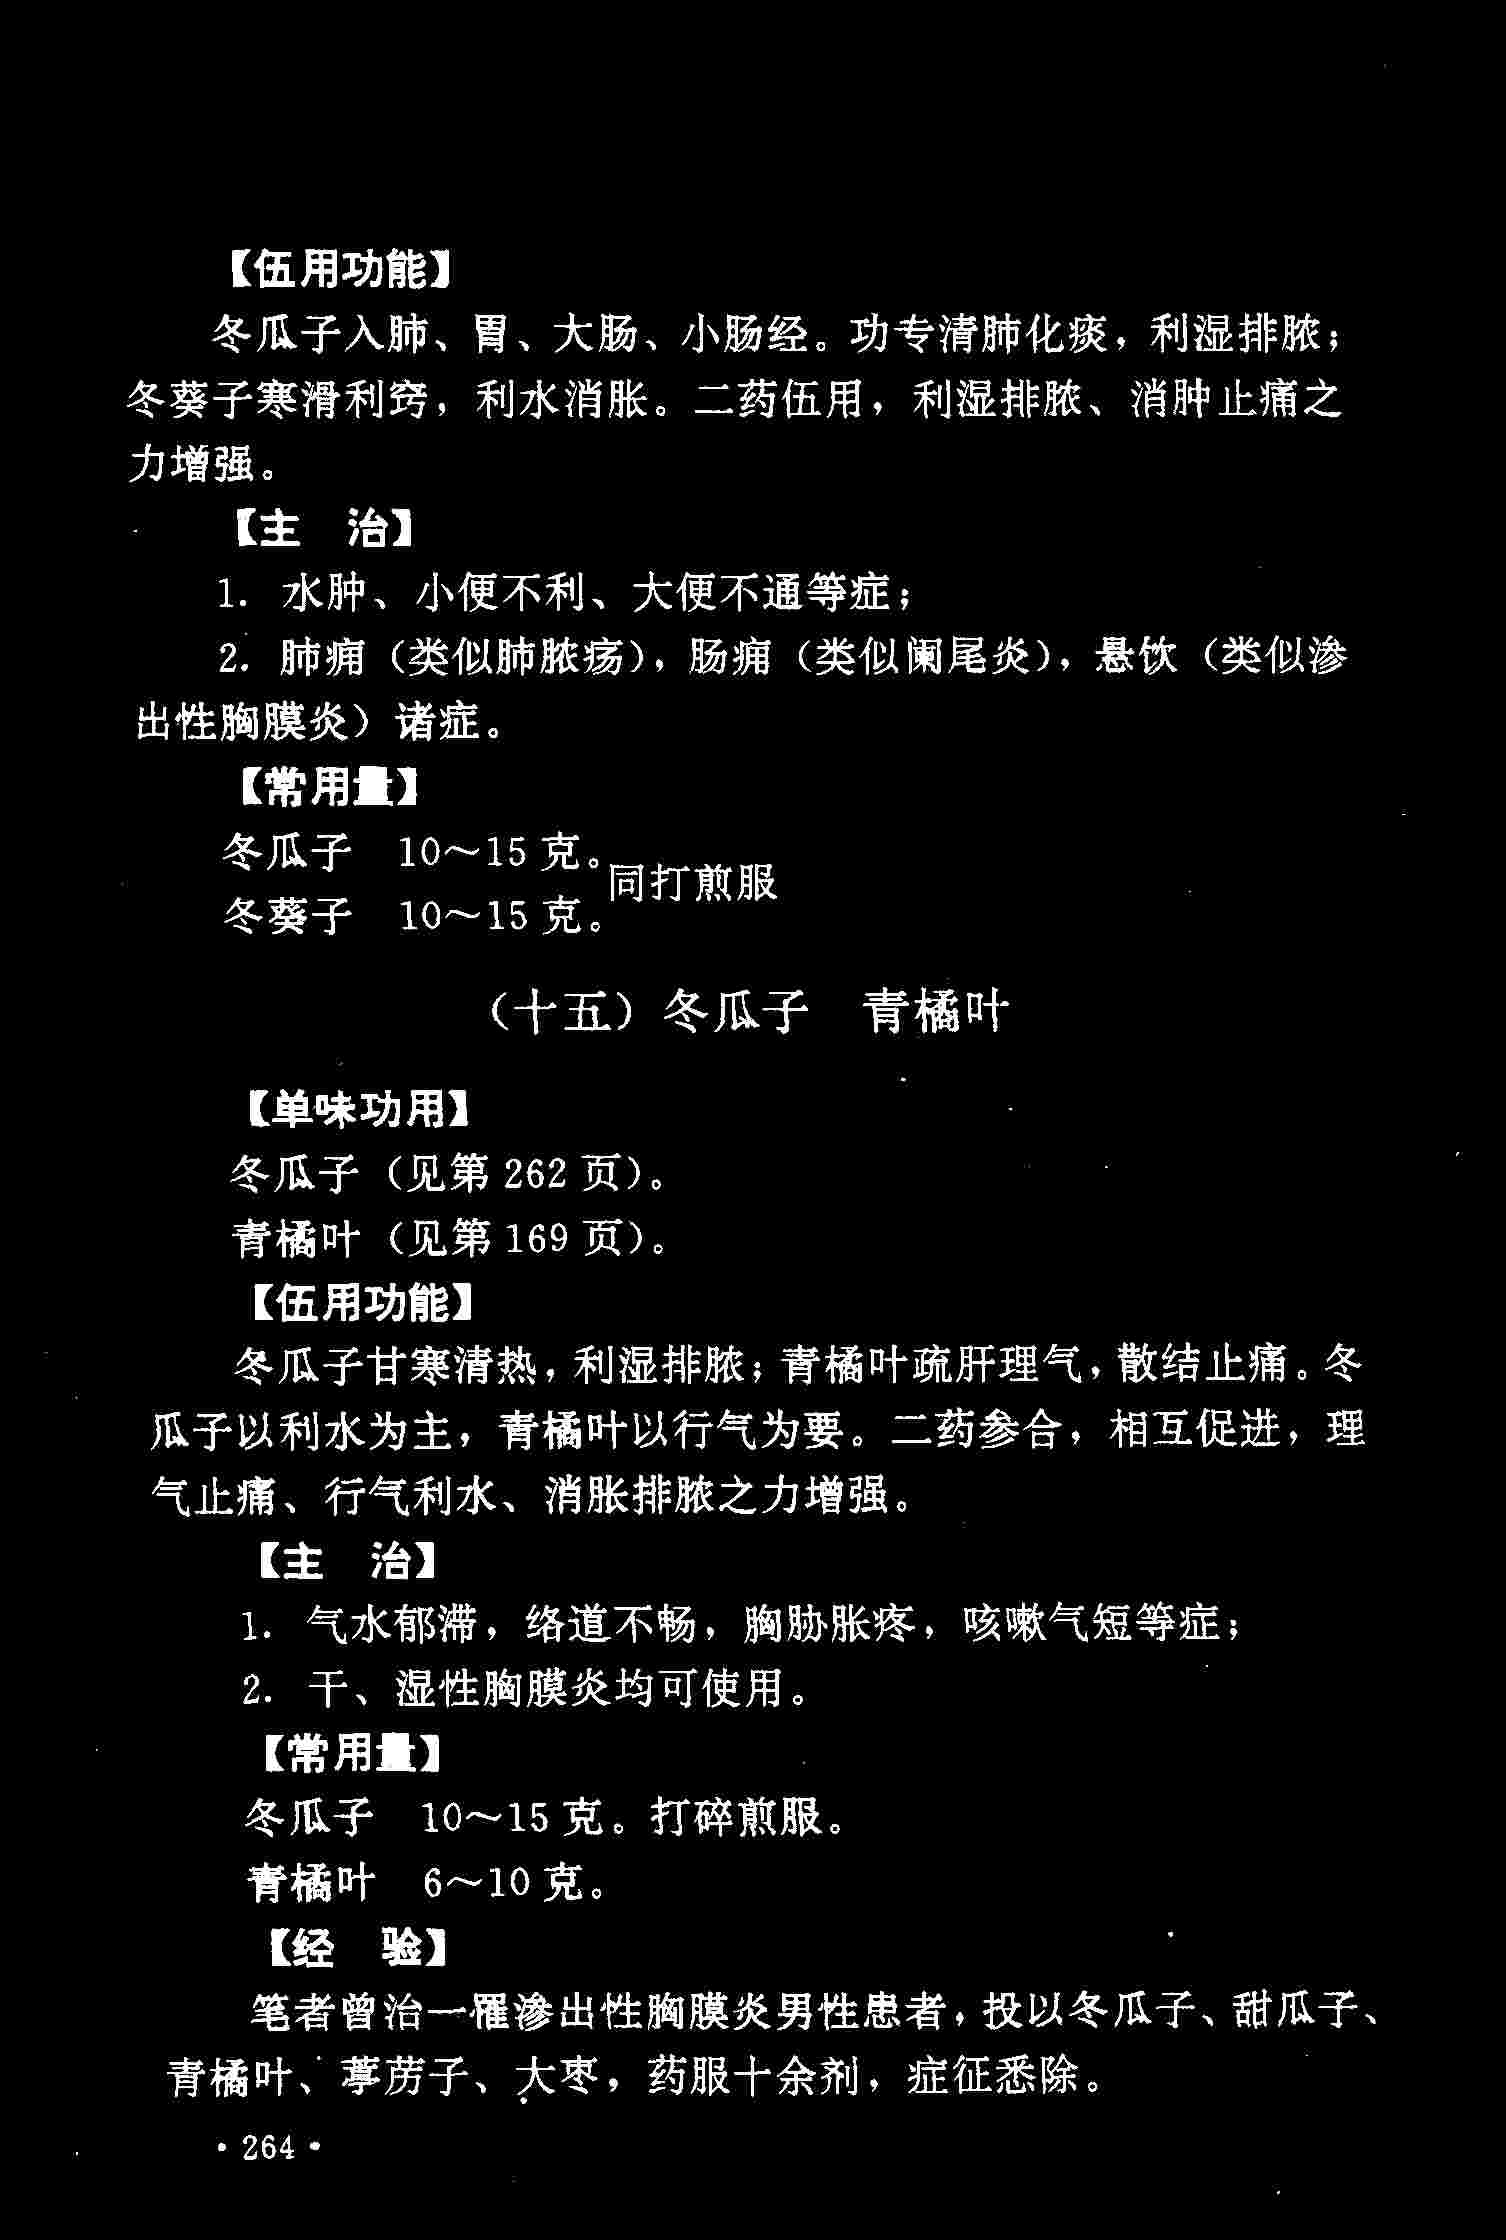 【伍用功能】
冬瓜子入肺、胃、大肠、小肠经。功专清肺化痰，利湿排脓；
冬葵子寒滑利窍，利水消胀。二药伍用，利湿排脓、消肿止痛之
力增强。
【主　治】
1. 水肿、小便不利、大便不通等症；
2. 肺痈（类似肺脓疡），肠痈（类似阑尾炎），悬饮（类似渗
出性胸膜炎）诸症。
【常用量】
冬瓜子　10～15 克。
同打煎服
冬葵子　10～15 克。
（十五）冬瓜子　青橘叶
【单味功用】
冬瓜子（见第 262 页）。
青橘叶（见第 169 页）。
【伍用功能】
冬瓜子甘寒清热，利湿排脓；青橘叶疏肝理气，散结止痛。冬
瓜子以利水为主，青橘叶以行气为要。二药参合，相互促进，理
气止痛、行气利水、消胀排脓之力增强。
【主　治】
1. 气水郁滞，络道不畅，胸胁胀疼，咳嗽气短等症；
2. 干、湿性胸膜炎均可使用。
【常用量】
冬瓜子　10～15 克。打碎煎服。
青橘叶　6～10 克。
【经　验】
笔者曾治一罹渗出性胸膜炎男性患者，投以冬瓜子、甜瓜子、
青橘叶、葶苈子、大枣，药服十余剂，症征悉除。
· 264 ·